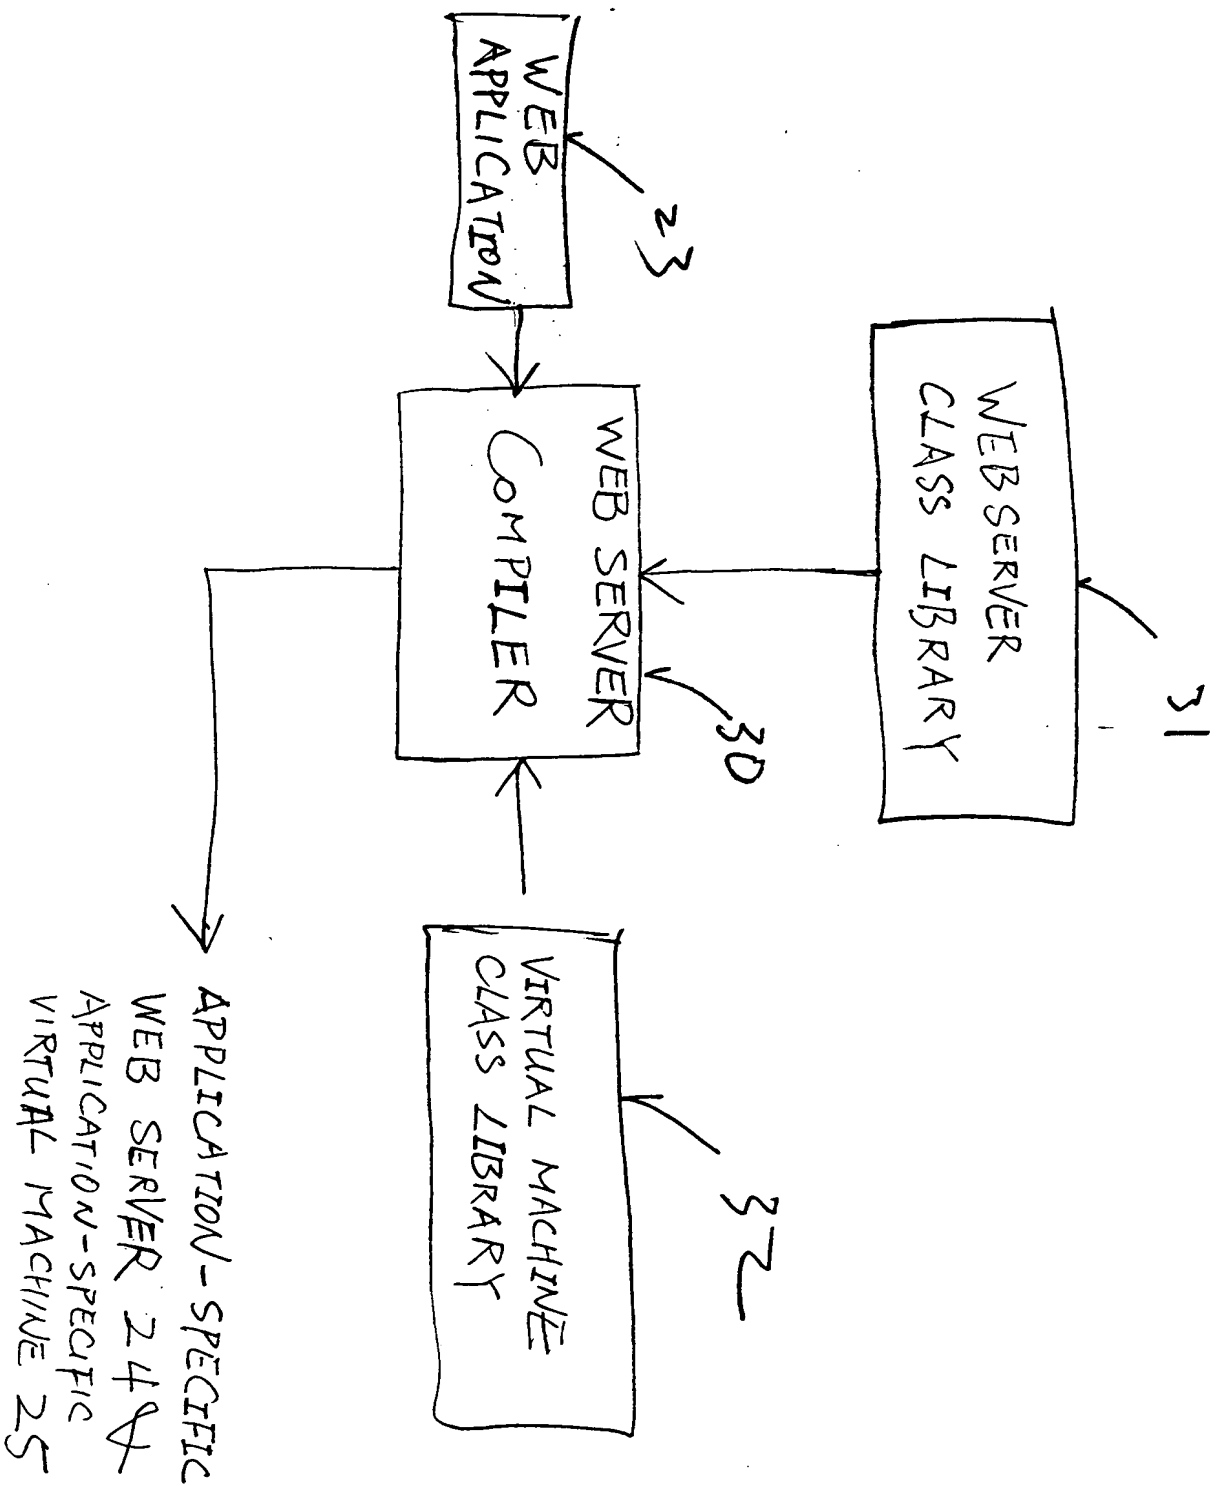 WEB SERVER
CLASS LIBRARY
31
WEB
APPLICATION
23
WEB SERVER
COMPILER
30
VIRTUAL MACHINE
CLASS LIBRARY
32
APPLICATION-SPECIFIC
WEB SERVER 24 &
APPLICATION-SPECIFIC
VIRTUAL MACHINE 25